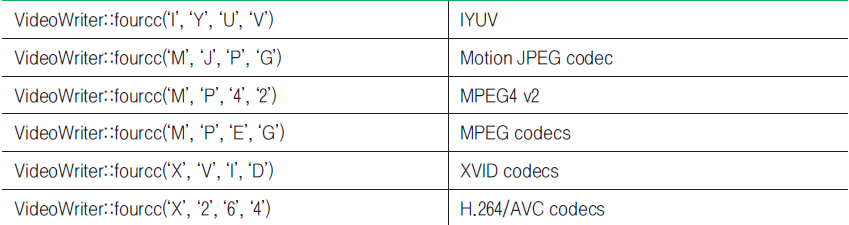 VideoWriter::fourcc(‘I’, ‘Y’, ‘U’, ‘V’) IYUV
VideoWriter::fourcc(‘M’, ‘J’, ‘P’, ‘G’) Motion JPEG codec
VideoWriter::fourcc(‘M’, ‘P’, ‘4’, ‘2’) MPEG4 v2
VideoWriter::fourcc(‘M’, ‘P’, ‘E’, ‘G’) MPEG codecs
VideoWriter::fourcc(‘X’, ‘V’, ‘I’, ‘D’) XVID codecs
VideoWriter::fourcc(‘X’, ‘2’, ‘6’, ‘4’) H.264/AVC codecs